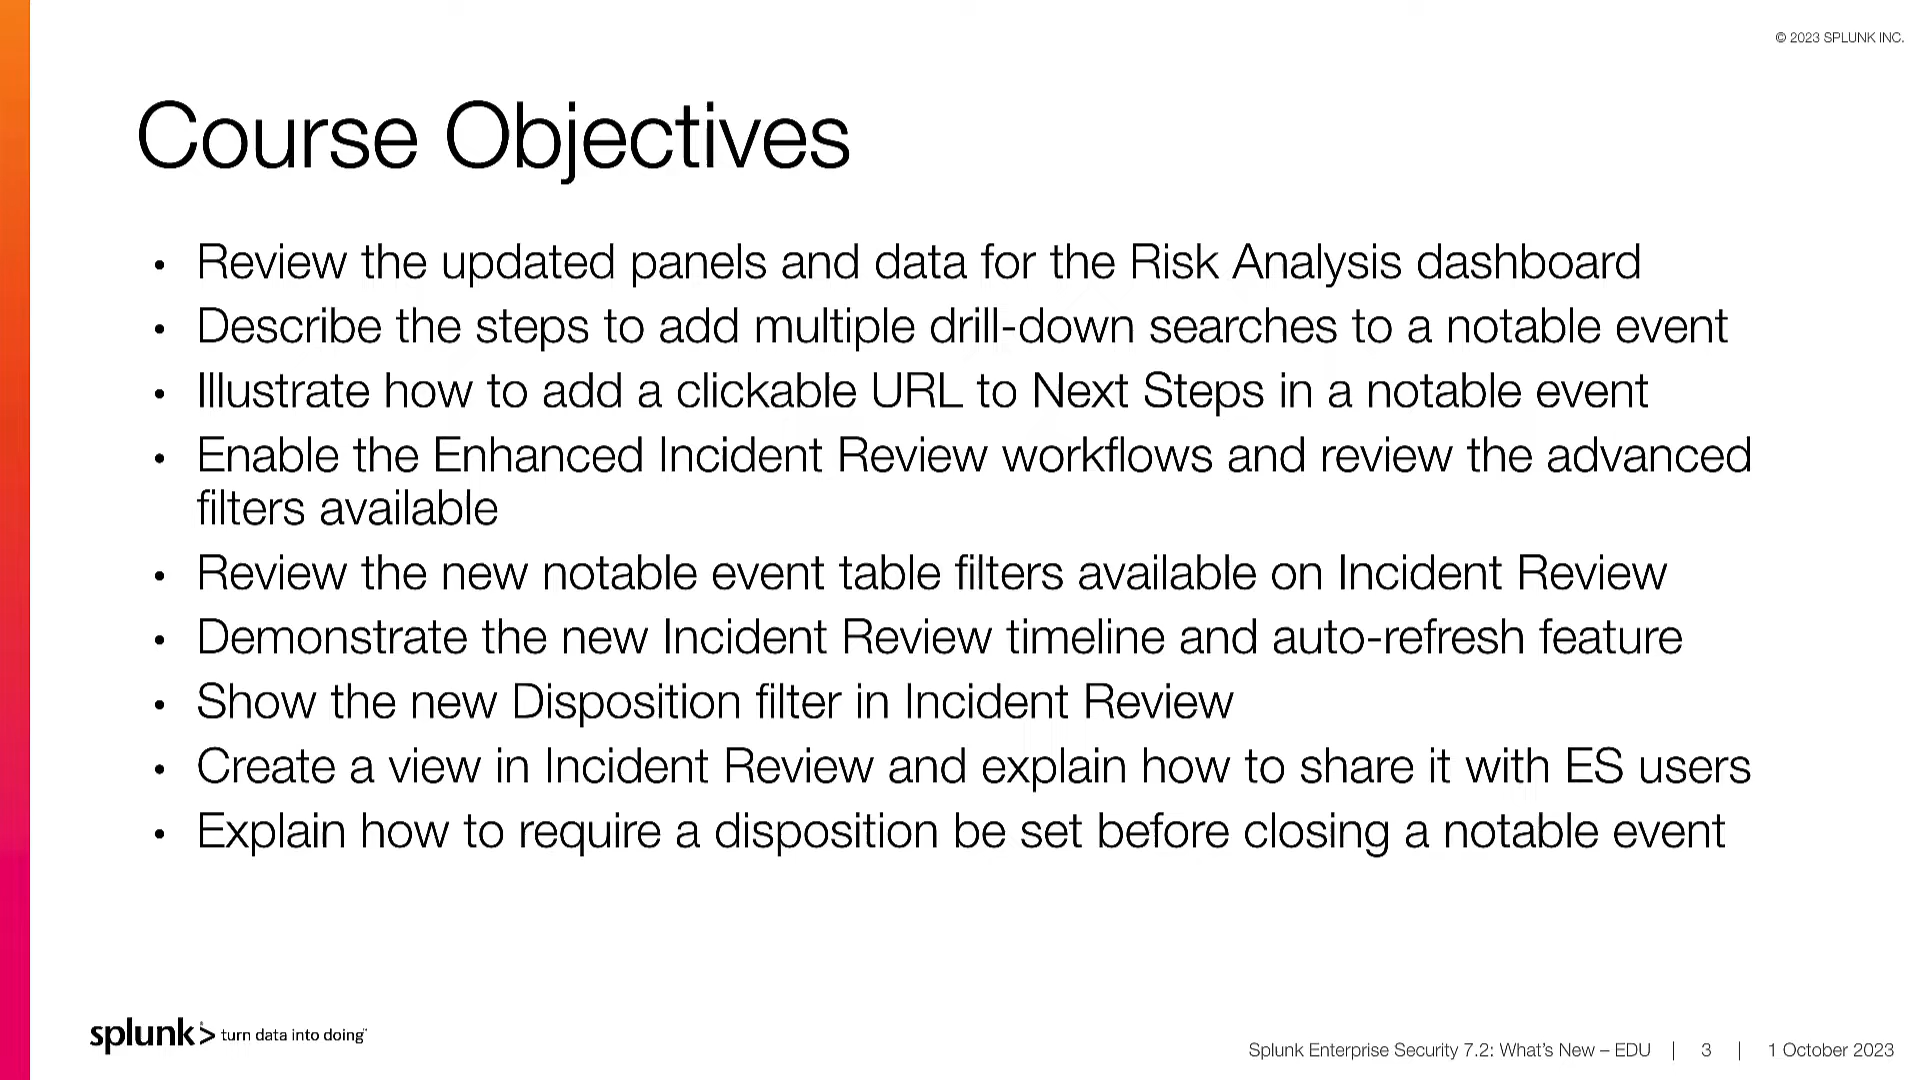 © 2023 SPLUNK INC.
Course Objectives
• Review the updated panels and data for the Risk Analysis dashboard
• Describe the steps to add multiple drill-down searches to a notable event
• Illustrate how to add a clickable URL to Next Steps in a notable event
• Enable the Enhanced Incident Review workflows and review the advanced
filters available
• Review the new notable event table filters available on Incident Review
• Demonstrate the new Incident Review timeline and auto-refresh feature
• Show the new Disposition filter in Incident Review
• Create a view in Incident Review and explain how to share it with ES users
• Explain how to require a disposition be set before closing a notable event
splunk> turn data into doing™
Splunk Enterprise Security 7.2: What’s New – EDU | 3 | 1 October 2023